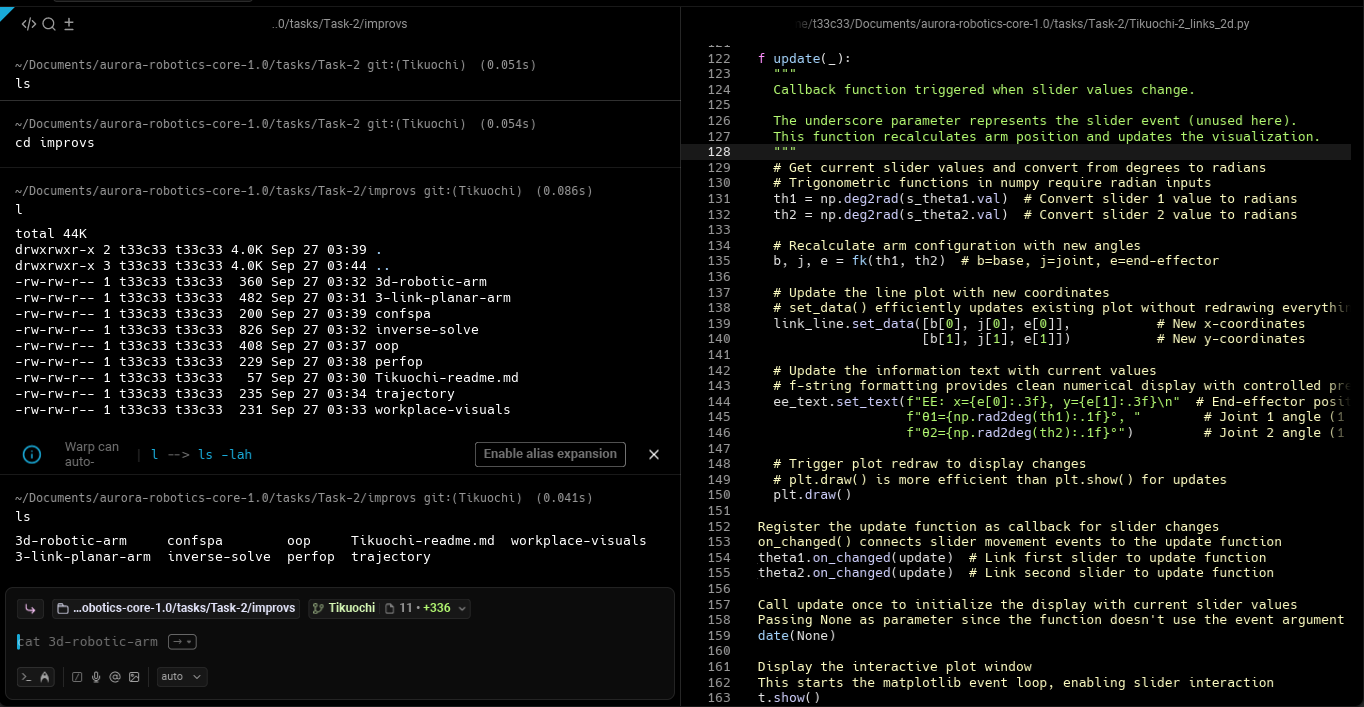 ..0/tasks/Task-2/improvs
~/Documents/aurora-robotics-core-1.0/tasks/Task-2 git:(Tikuochi) (0.051s)
ls
~/Documents/aurora-robotics-core-1.0/tasks/Task-2 git:(Tikuochi) (0.054s)
cd improvs
~/Documents/aurora-robotics-core-1.0/tasks/Task-2/improvs git:(Tikuochi) (0.086s)
l
total 44K
drwxrwxr-x 2 t33c33 t33c33 4.0K Sep 27 03:39 .
drwxrwxr-x 3 t33c33 t33c33 4.0K Sep 27 03:44 ..
-rw-rw-r-- 1 t33c33 t33c33  360 Sep 27 03:32 3d-robotic-arm
-rw-rw-r-- 1 t33c33 t33c33  482 Sep 27 03:31 3-link-planar-arm
-rw-rw-r-- 1 t33c33 t33c33  200 Sep 27 03:39 confspa
-rw-rw-r-- 1 t33c33 t33c33  826 Sep 27 03:32 inverse-solve
-rw-rw-r-- 1 t33c33 t33c33  408 Sep 27 03:37 oop
-rw-rw-r-- 1 t33c33 t33c33  229 Sep 27 03:38 perfop
-rw-rw-r-- 1 t33c33 t33c33   57 Sep 27 03:30 Tikuochi-readme.md
-rw-rw-r-- 1 t33c33 t33c33  235 Sep 27 03:34 trajectory
-rw-rw-r-- 1 t33c33 t33c33  231 Sep 27 03:33 workplace-visuals
Warp can
auto-
l --> ls -lah
Enable alias expansion
~/Documents/aurora-robotics-core-1.0/tasks/Task-2/improvs git:(Tikuochi) (0.041s)
ls
3d-robotic-arm     confspa        oop     Tikuochi-readme.md  workplace-visuals
3-link-planar-arm  inverse-solve  perfop  trajectory
...obotics-core-1.0/tasks/Task-2/improvs Tikuochi 11 • +336
cat 3d-robotic-arm
auto
ne/t33c33/Documents/aurora-robotics-core-1.0/tasks/Task-2/Tikuochi-2_links_2d.py
121
122 f update(_):
123   """
124   Callback function triggered when slider values change.
125
126   The underscore parameter represents the slider event (unused here).
127   This function recalculates arm position and updates the visualization.
128   """
129   # Get current slider values and convert from degrees to radians
130   # Trigonometric functions in numpy require radian inputs
131   th1 = np.deg2rad(s_theta1.val)  # Convert slider 1 value to radians
132   th2 = np.deg2rad(s_theta2.val)  # Convert slider 2 value to radians
133
134   # Recalculate arm configuration with new angles
135   b, j, e = fk(th1, th2)  # b=base, j=joint, e=end-effector
136
137   # Update the line plot with new coordinates
138   # set_data() efficiently updates existing plot without redrawing everythin
139   link_line.set_data([b[0], j[0], e[0]],           # New x-coordinates
140                      [b[1], j[1], e[1]])           # New y-coordinates
141
142   # Update the information text with current values
143   # f-string formatting provides clean numerical display with controlled pre
144   ee_text.set_text(f"EE: x={e[0]:.3f}, y={e[1]:.3f}\n"  # End-effector posit
145                    f"θ1={np.rad2deg(th1):.1f}°, "        # Joint 1 angle (1
146                    f"θ2={np.rad2deg(th2):.1f}°")         # Joint 2 angle (1
147
148   # Trigger plot redraw to display changes
149   # plt.draw() is more efficient than plt.show() for updates
150   plt.draw()
151
152 Register the update function as callback for slider changes
153 on_changed() connects slider movement events to the update function
154 theta1.on_changed(update)  # Link first slider to update function
155 theta2.on_changed(update)  # Link second slider to update function
156
157 Call update once to initialize the display with current slider values
158 Passing None as parameter since the function doesn't use the event argument
159 date(None)
160
161 Display the interactive plot window
162 This starts the matplotlib event loop, enabling slider interaction
163 t.show()